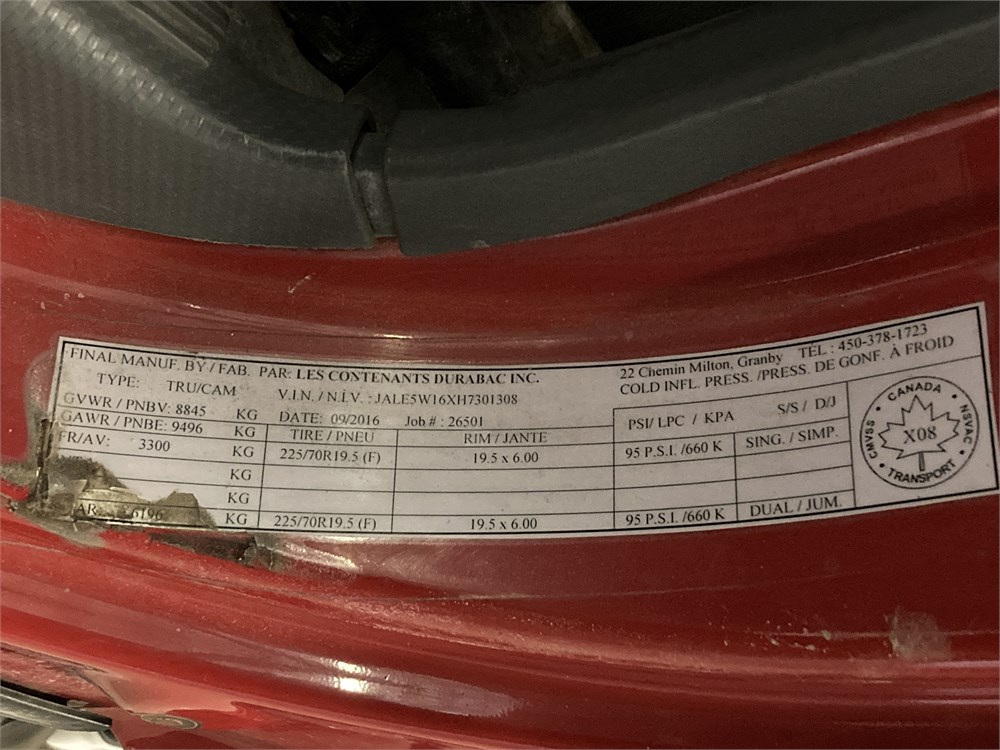 FINAL MANUF. BY / FAB. PAR: LES CONTENANTS DURABAC INC.
22 Chemin Milton, Granby TÉL : 450-378-1723
TYPE: TRU/CAM V.I.N. / N.I.V. : JALE5W16XH7301308
COLD INFL. PRESS. /PRESS. DE GONF. À FROID
GVWR / PNBV: 8845 KG DATE: 09/2016 Job # : 26501
PSI/ LPC / KPA S/S / D/J
GAWR / PNBE: 9496 KG TIRE / PNEU RIM / JANTE
FR/AV: 3300 KG 225/70R19.5 (F) 19.5 x 6.00 95 P.S.I. /660 K SING. / SIMP.
KG
KG 225/70R19.5 (F) 19.5 x 6.00 95 P.S.I. /660 K DUAL / JUM.
6196
CANADA
CMVSS X08 NSVAC
TRANSPORT